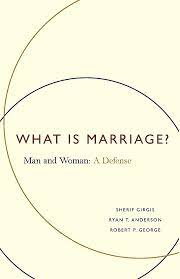 WHAT IS MARRIAGE?
Man and Woman: A Defense
SHERIF GIRGIS
RYAN T. ANDERSON
ROBERT P. GEORGE